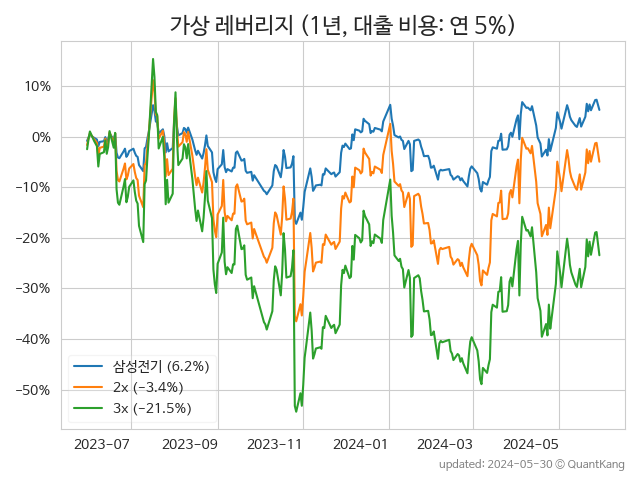 가상 레버리지 (1년, 대출 비용: 연 5%)
10%
0%
−10%
−20%
−30%
−40%
−50%
삼성전기 (6.2%)
2x (−3.4%)
3x (−21.5%)
2023-07 2023-09 2023-11 2024-01 2024-03 2024-05
updated: 2024-05-30 © QuantKang